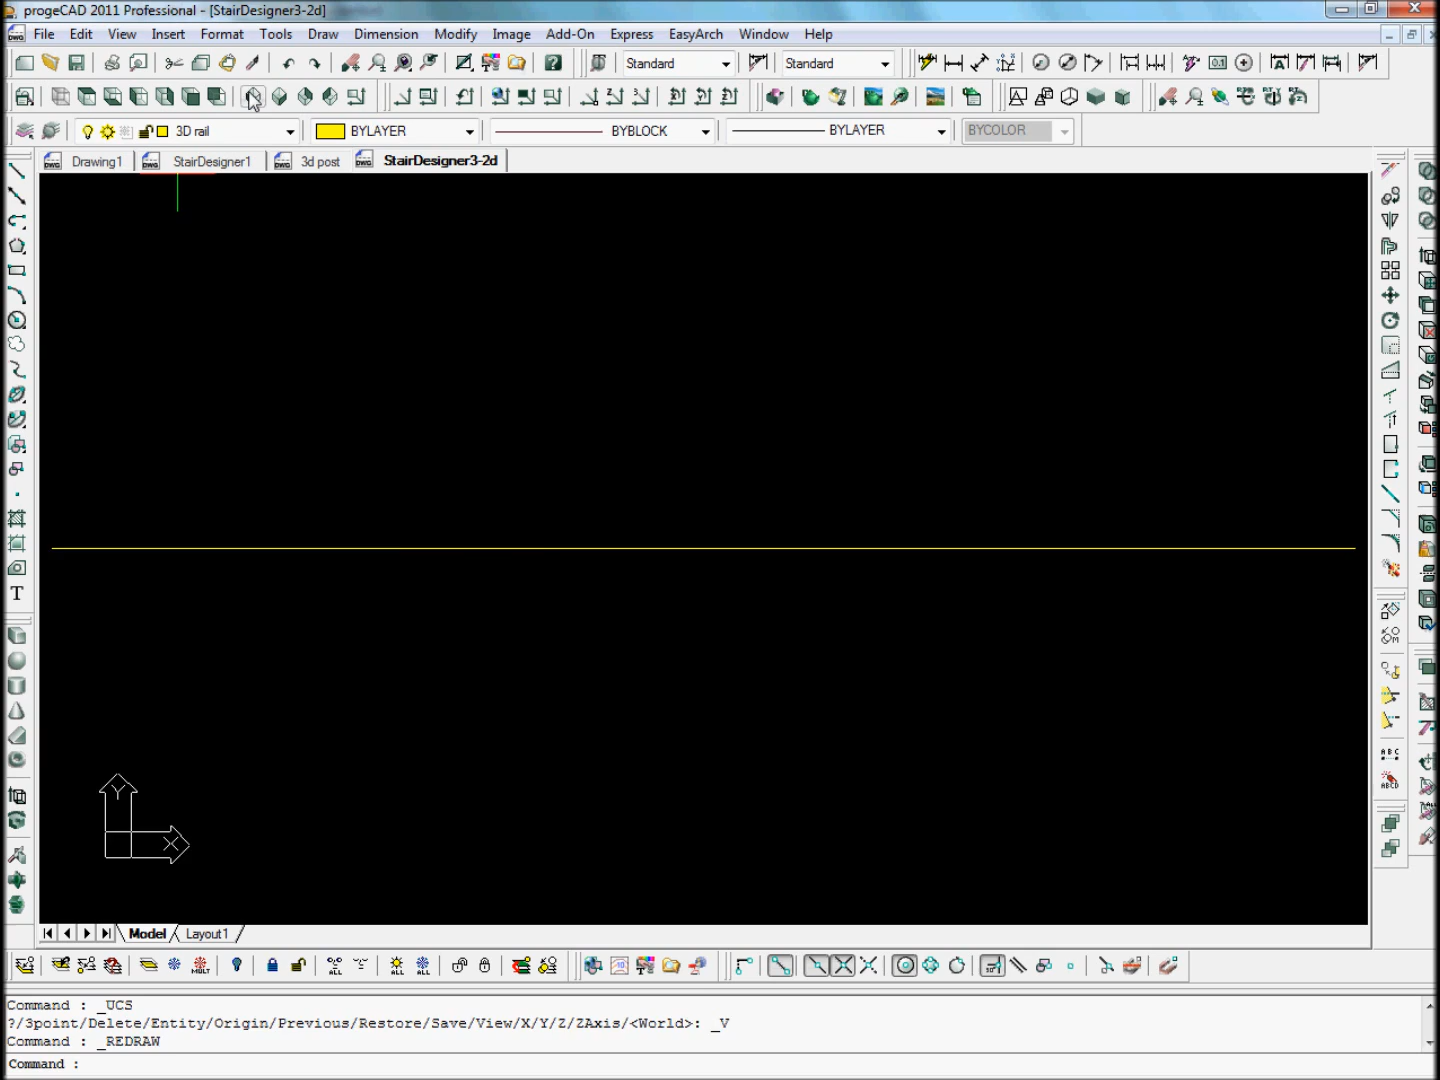 progeCAD 2011 Professional - [StairDesigner3-2d]
File Edit View Insert Format Tools Draw Dimension Modify Image Add-On Express EasyArch Window Help
Standard Standard
3D rail BYLAYER BYBLOCK BYLAYER BYCOLOR
Drawing1 StairDesigner1 3d post StairDesigner3-2d
T
Y
X
Model Layout1
Command : _UCS
?/3point/Delete/Entity/Origin/Previous/Restore/Save/View/X/Y/Z/ZAxis/<World>: _V
Command : _REDRAW
Command :